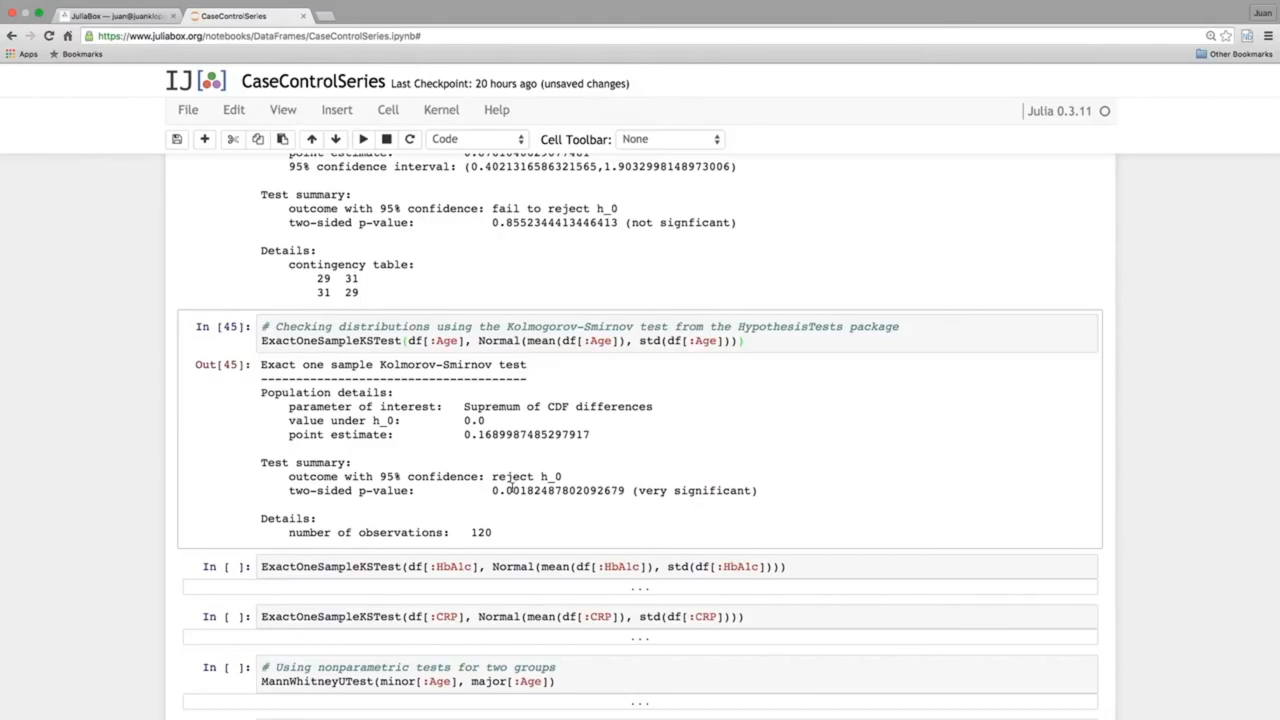 JuliaBox — juan@juanklop
CaseControlSeries
Juan
https://www.juliabox.org/notebooks/DataFrames/CaseControlSeries.ipynb#
Apps
Bookmarks
Other Bookmarks
IJ[ ] CaseControlSeries Last Checkpoint: 20 hours ago (unsaved changes)
File Edit View Insert Cell Kernel Help
Julia 0.3.11
Code
Cell Toolbar: None
point estimate:
95% confidence interval: (0.4021316586321565,1.9032998148973006)
Test summary:
outcome with 95% confidence: fail to reject h_0
two-sided p-value: 0.8552344413446413 (not signficant)
Details:
contingency table:
29 31
31 29
In [45]: # Checking distributions using the Kolmogorov-Smirnov test from the HypothesisTests package
ExactOneSampleKSTest(df[:Age], Normal(mean(df[:Age]), std(df[:Age])))
Out[45]: Exact one sample Kolmorov-Smirnov test
--------------------------------------
Population details:
parameter of interest: Supremum of CDF differences
value under h_0: 0.0
point estimate: 0.1689987485297917
Test summary:
outcome with 95% confidence: reject h_0
two-sided p-value: 0.00182487802092679 (very significant)
Details:
number of observations: 120
In [ ]: ExactOneSampleKSTest(df[:HbA1c], Normal(mean(df[:HbA1c]), std(df[:HbA1c])))
...
In [ ]: ExactOneSampleKSTest(df[:CRP], Normal(mean(df[:CRP]), std(df[:CRP])))
...
In [ ]: # Using nonparametric tests for two groups
MannWhitneyUTest(minor[:Age], major[:Age])
...